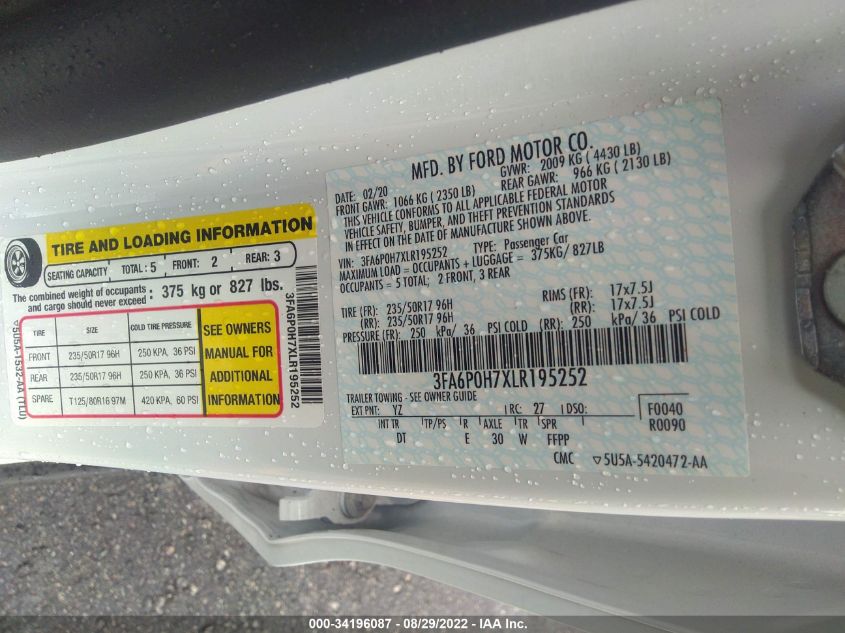 TIRE AND LOADING INFORMATION
SEATING CAPACITY TOTAL: 5 FRONT: 2 REAR: 3
The combined weight of occupants : 375 kg or 827 lbs.
and cargo should never exceed :
TIRE SIZE COLD TIRE PRESSURE
FRONT 235/50R17 96H 250 KPA, 36 PSI
REAR 235/50R17 96H 250 KPA, 36 PSI
SPARE T125/80R16 97M 420 KPA, 60 PSI
SEE OWNERS
MANUAL FOR
ADDITIONAL
INFORMATION
5U5A-1532-AA (TLU)
3FA6P0H7XLR195252
MFD. BY FORD MOTOR CO.
DATE: 02/20 GVWR: 2009 KG ( 4430 LB)
FRONT GAWR: 1066 KG ( 2350 LB) REAR GAWR: 966 KG ( 2130 LB)
THIS VEHICLE CONFORMS TO ALL APPLICABLE FEDERAL MOTOR
VEHICLE SAFETY, BUMPER, AND THEFT PREVENTION STANDARDS
IN EFFECT ON THE DATE OF MANUFACTURE SHOWN ABOVE.
VIN: 3FA6P0H7XLR195252 TYPE: Passenger Car
MAXIMUM LOAD = OCCUPANTS + LUGGAGE = 375KG/ 827LB
OCCUPANTS = 5 TOTAL; 2 FRONT, 3 REAR
TIRE (FR): 235/50R17 96H RIMS (FR): 17x7.5J
(RR): 235/50R17 96H (RR): 17x7.5J
PRESSURE (FR): 250 kPa/ 36 PSI COLD (RR): 250 kPa/ 36 PSI COLD
3FA6P0H7XLR195252
TRAILER TOWING - SEE OWNER GUIDE
EXT PNT: YZ RC: 27 DSO: F0040
R0090
INT TR TP/PS R AXLE TR SPR
DT E 30 W FFPP
CMC ▽5U5A-5420472-AA
000-34196087 - 08/29/2022 - IAA Inc.